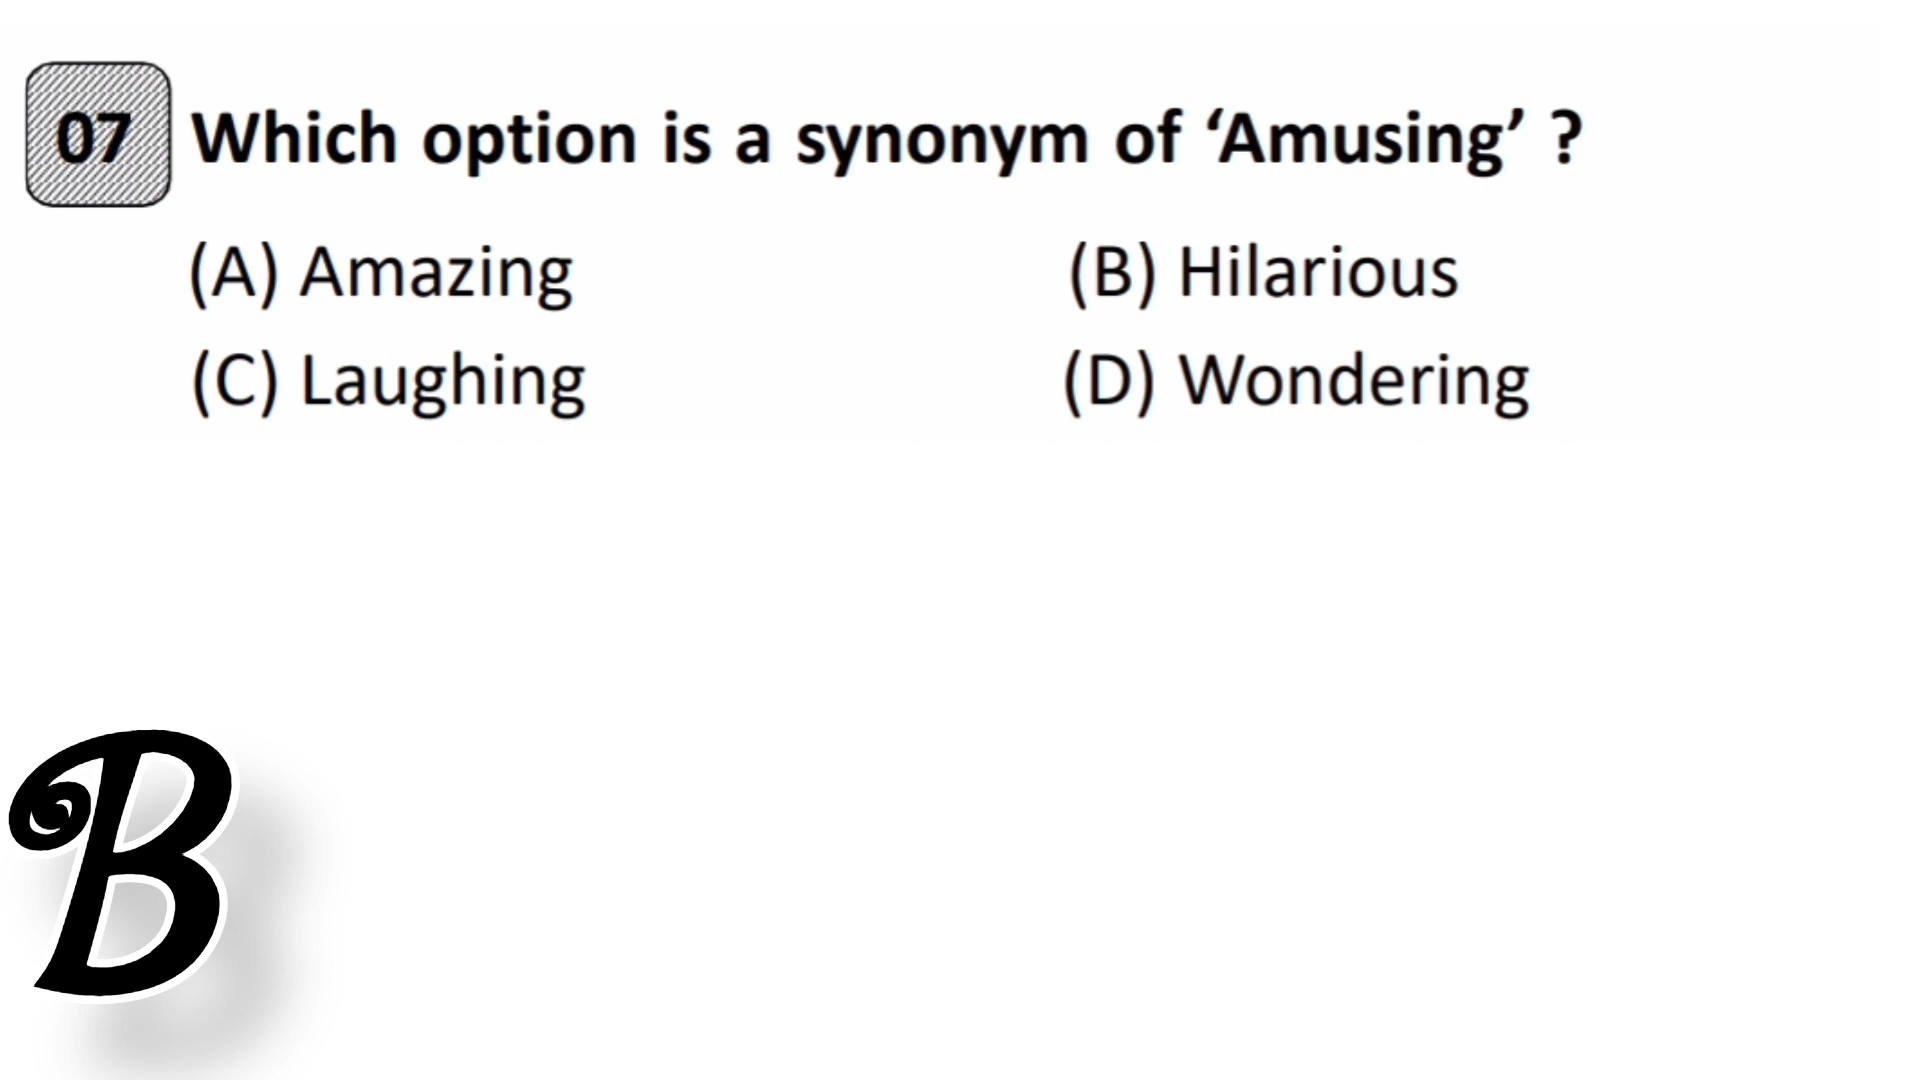 07 Which option is a synonym of ‘Amusing’ ?
(A) Amazing (B) Hilarious
(C) Laughing (D) Wondering
B